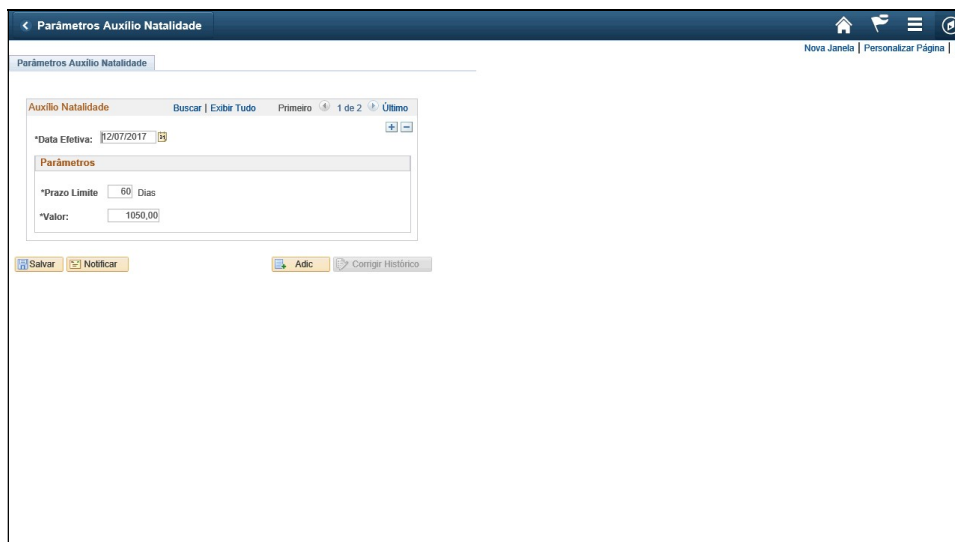 Parâmetros Auxílio Natalidade
Nova Janela | Personalizar Página |
Parâmetros Auxílio Natalidade
Auxílio Natalidade Buscar | Exibir Tudo Primeiro 1 de 2 Último
*Data Efetiva: 12/07/2017
Parâmetros
*Prazo Limite 60 Dias
*Valor: 1050,00
Salvar Notificar Adic Corrigir Histórico